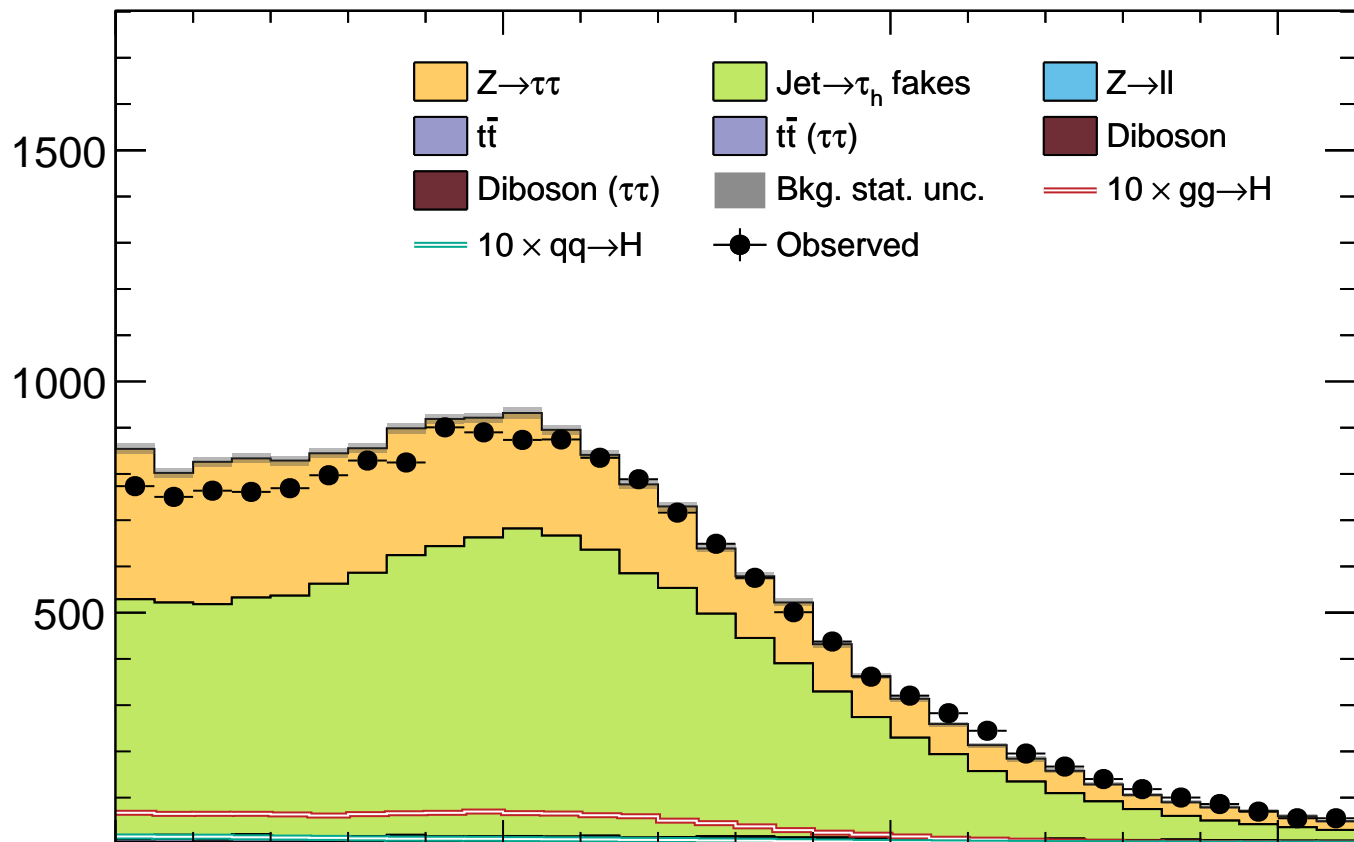 Z→ττ Jet→τₕ fakes Z→ll
tt̄ tt̄ (ττ) Diboson
1500
Diboson (ττ) Bkg. stat. unc. 10 × gg→H
10 × qq→H Observed
1000
500